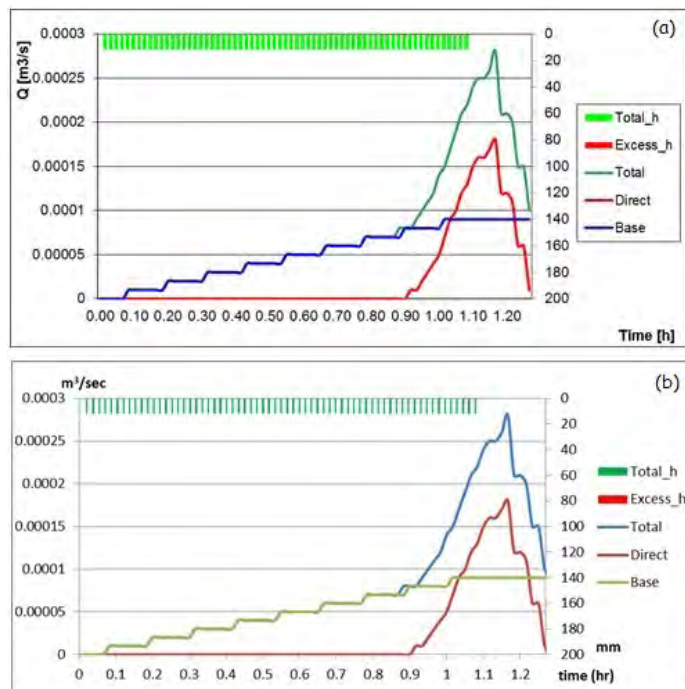 (a)
Q [m3/s]
0.0003
0.00025
0.0002
0.00015
0.0001
0.00005
0
0
20
40
60
80
100
120
140
160
180
200
0.00 0.10 0.20 0.30 0.40 0.50 0.60 0.70 0.80 0.90 1.00 1.10 1.20
Time [h]
Total_h
Excess_h
Total
Direct
Base
(b)
m³/sec
0.0003
0.00025
0.0002
0.00015
0.0001
0.00005
0
0
20
40
60
80
100
120
140
160
180
200
0 0.1 0.2 0.3 0.4 0.5 0.6 0.7 0.8 0.9 1 1.1 1.2
mm
time (hr)
Total_h
Excess_h
Total
Direct
Base